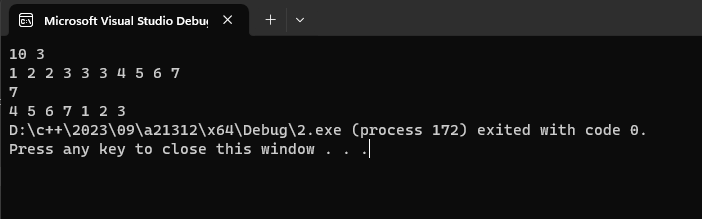 Microsoft Visual Studio Debu
10 3
1 2 2 3 3 3 4 5 6 7
7
4 5 6 7 1 2 3
D:\c++\2023\09\a21312\x64\Debug\2.exe (process 172) exited with code 0.
Press any key to close this window . . .